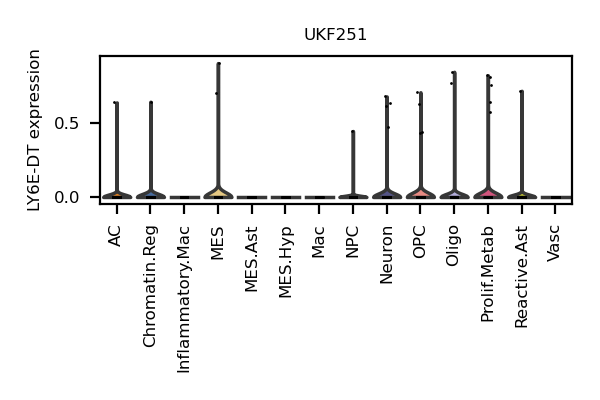 UKF251
LY6E-DT expression
0.5
0.0
AC
Chromatin.Reg
Inflammatory.Mac
MES
MES.Ast
MES.Hyp
Mac
NPC
Neuron
OPC
Oligo
Prolif.Metab
Reactive.Ast
Vasc